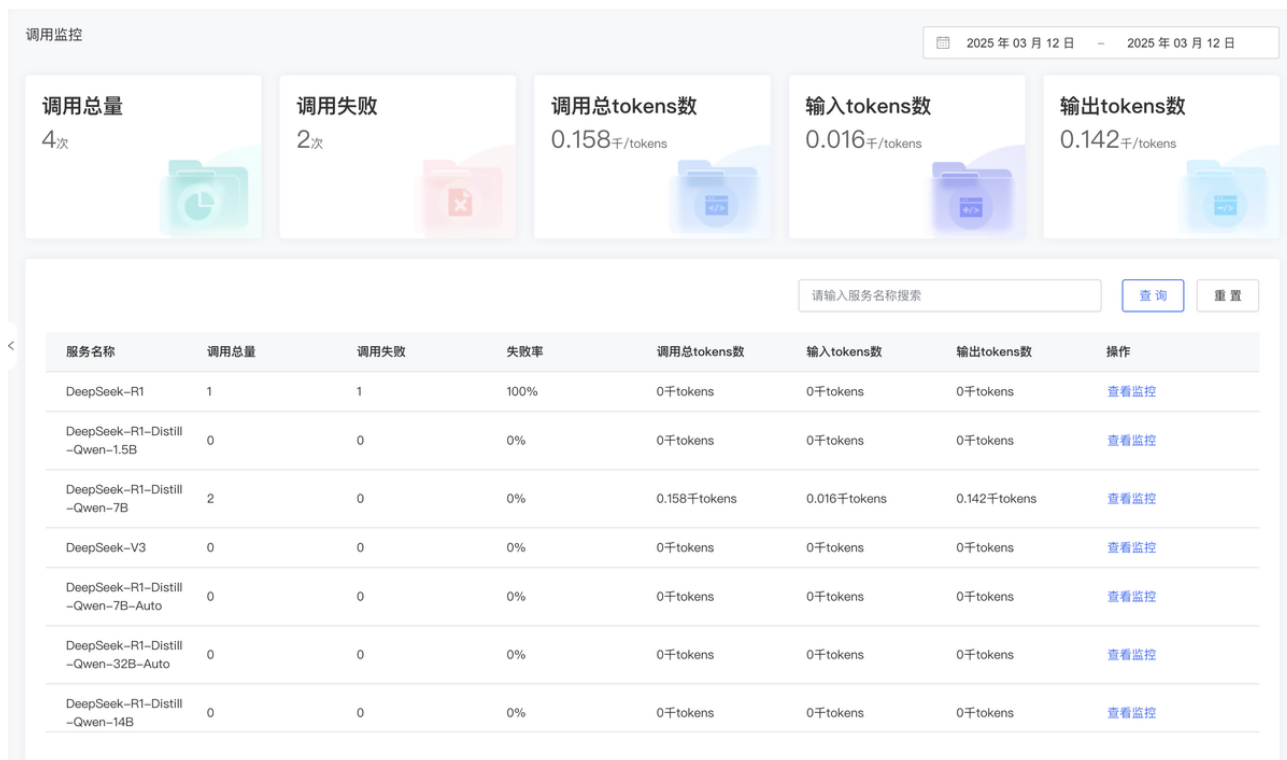 调用监控
2025 年 03 月 12 日 – 2025 年 03 月 12 日
调用总量
4次
调用失败
2次
调用总tokens数
0.158千/tokens
输入tokens数
0.016千/tokens
输出tokens数
0.142千/tokens
请输入服务名称搜索
查 询
重 置
服务名称 调用总量 调用失败 失败率 调用总tokens数 输入tokens数 输出tokens数 操作
DeepSeek-R1 1 1 100% 0千tokens 0千tokens 0千tokens 查看监控
DeepSeek-R1-Distill
-Qwen-1.5B 0 0 0% 0千tokens 0千tokens 0千tokens 查看监控
DeepSeek-R1-Distill
-Qwen-7B 2 0 0% 0.158千tokens 0.016千tokens 0.142千tokens 查看监控
DeepSeek-V3 0 0 0% 0千tokens 0千tokens 0千tokens 查看监控
DeepSeek-R1-Distill
-Qwen-7B-Auto 0 0 0% 0千tokens 0千tokens 0千tokens 查看监控
DeepSeek-R1-Distill
-Qwen-32B-Auto 0 0 0% 0千tokens 0千tokens 0千tokens 查看监控
DeepSeek-R1-Distill
-Qwen-14B 0 0 0% 0千tokens 0千tokens 0千tokens 查看监控